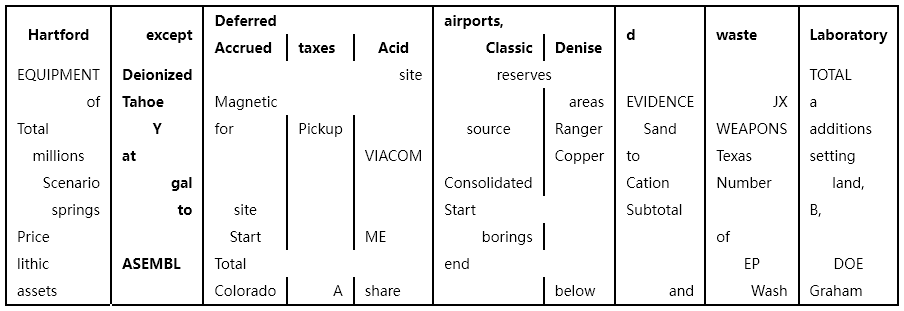 Deferred airports,
Hartford except Accrued taxes Acid Classic Denise d waste Laboratory
EQUIPMENT Deionized site reserves TOTAL
of Tahoe Magnetic areas EVIDENCE JX a
Total Y for Pickup source Ranger Sand WEAPONS additions
millions at VIACOM Copper to Texas setting
Scenario gal Consolidated Cation Number land,
springs to site Start Subtotal B,
Price Start ME borings of
lithic ASEMBL Total end EP DOE
assets Colorado A share below and Wash Graham